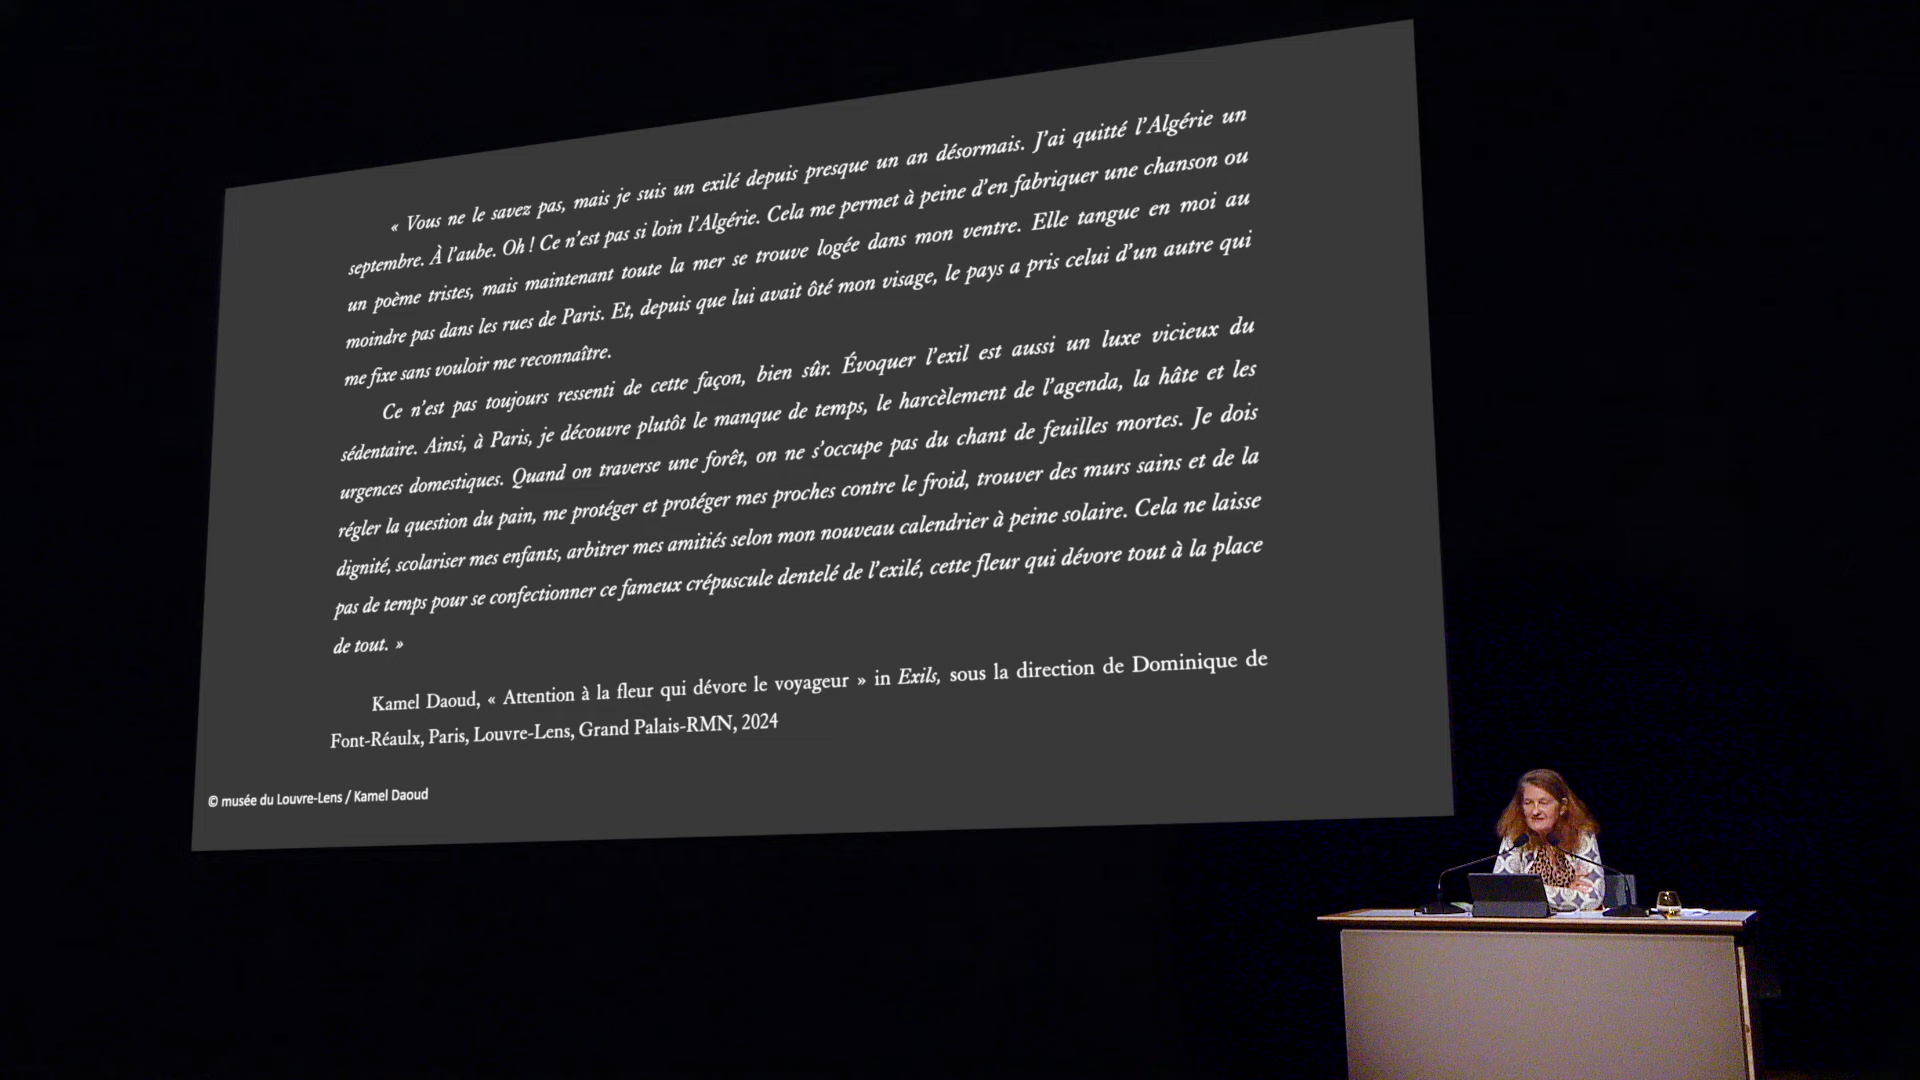 « Vous ne le savez pas, mais je suis un exilé depuis presque un an désormais. J’ai quitté l’Algérie un
septembre. À l’aube. Oh ! Ce n’est pas si loin l’Algérie. Cela me permet à peine d’en fabriquer une chanson ou
un poème tristes, mais maintenant toute la mer se trouve logée dans mon ventre. Elle tangue en moi au
moindre pas dans les rues de Paris. Et, depuis que lui avait ôté mon visage, le pays a pris celui d’un autre qui
me fixe sans vouloir me reconnaître.
Ce n’est pas toujours ressenti de cette façon, bien sûr. Évoquer l’exil est aussi un luxe vicieux du
sédentaire. Ainsi, à Paris, je découvre plutôt le manque de temps, le harcèlement de l’agenda, la hâte et les
urgences domestiques. Quand on traverse une forêt, on ne s’occupe pas du chant de feuilles mortes. Je dois
régler la question du pain, me protéger et protéger mes proches contre le froid, trouver des murs sains et de la
dignité, scolariser mes enfants, arbitrer mes amitiés selon mon nouveau calendrier à peine solaire. Cela ne laisse
pas de temps pour se confectionner ce fameux crépuscule dentelé de l’exilé, cette fleur qui dévore tout à la place
de tout. »
Kamel Daoud, « Attention à la fleur qui dévore le voyageur » in Exils, sous la direction de Dominique de
Font-Réaulx, Paris, Louvre-Lens, Grand Palais-RMN, 2024
© musée du Louvre-Lens / Kamel Daoud